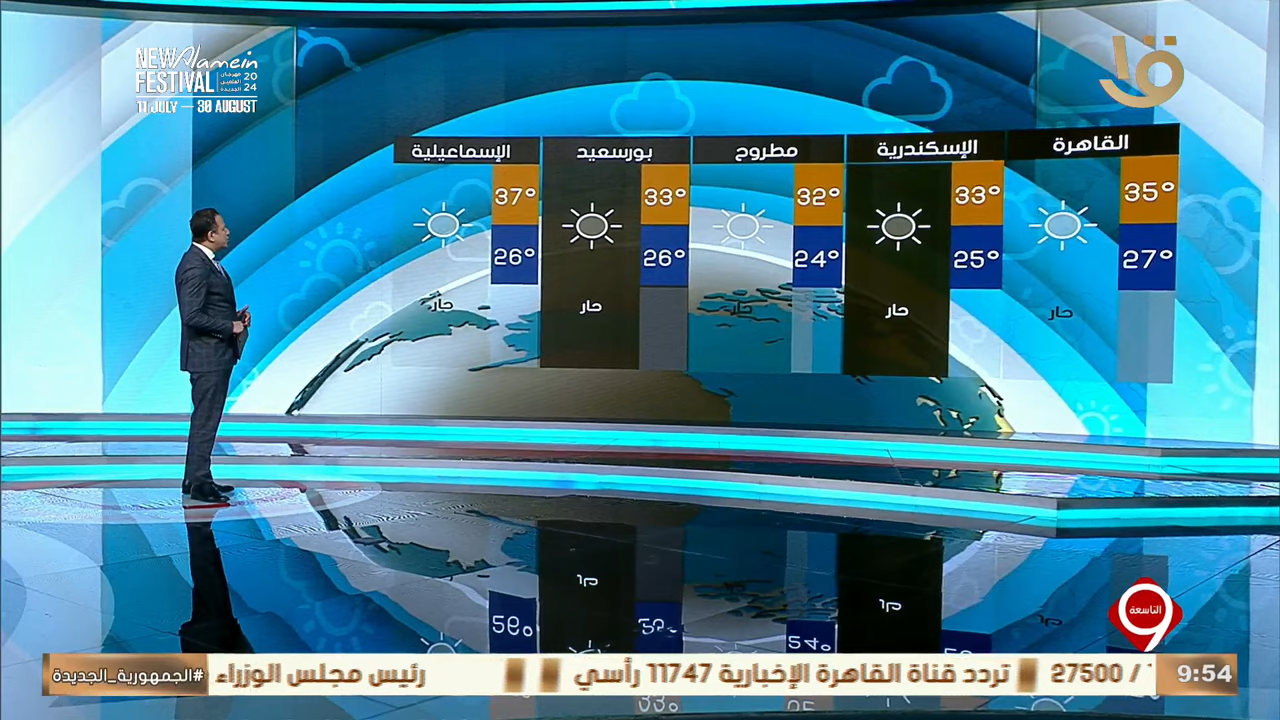 NEW Alamein
FESTIVAL
مهرجان
العلمين
الجديدة
20
24
11 JULY — 30 AUGUST
القاهرة
35°
27°
حار
الإسكندرية
33°
25°
حار
مطروح
32°
24°
حار
بورسعيد
33°
26°
حار
الإسماعيلية
37°
26°
حار
التاسعة
9
#الجمهورية_الجديدة
رئيس مجلس الوزراء
تردد قناة القاهرة الإخبارية 11747 رأسي
27500 /
9:54